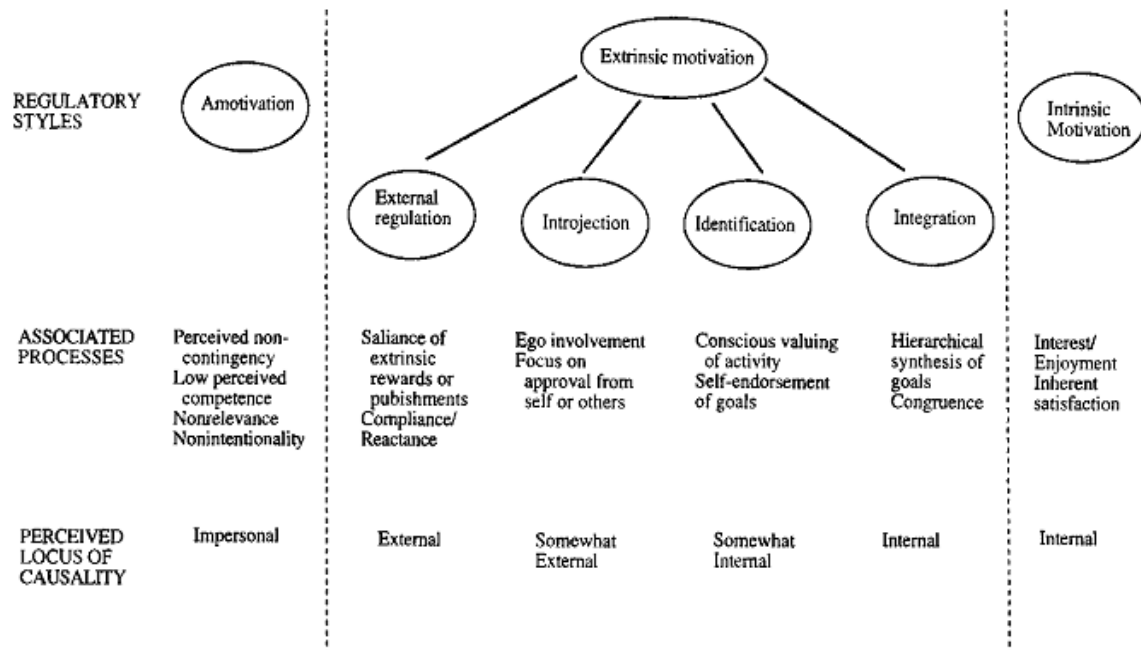 Extrinsic motivation
REGULATORY
STYLES
Amotivation
Intrinsic
Motivation
External
regulation
Introjection
Identification
Integration
ASSOCIATED
PROCESSES
Perceived non-
contingency
Low perceived
competence
Nonrelevance
Nonintentionality
Saliance of
extrinsic
rewards or
pubishments
Compliance/
Reactance
Ego involvement
Focus on
approval from
self or others
Conscious valuing
of activity
Self-endorsement
of goals
Hierarchical
synthesis of
goals
Congruence
Interest/
Enjoyment
Inherent
satisfaction
PERCEIVED
LOCUS OF
CAUSALITY
Impersonal
External
Somewhat
External
Somewhat
Internal
Internal
Internal